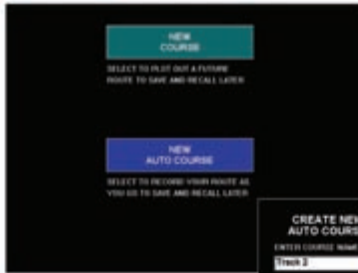 NEW
COURSE
SELECT TO PLOT OUT A FUTURE
ROUTE TO SAVE AND RECALL LATER
NEW
AUTO COURSE
SELECT TO RECORD YOUR ROUTE AS
YOU GO TO SAVE AND RECALL LATER
CREATE NEW
AUTO COURS
ENTER COURSE NAME
Track 2